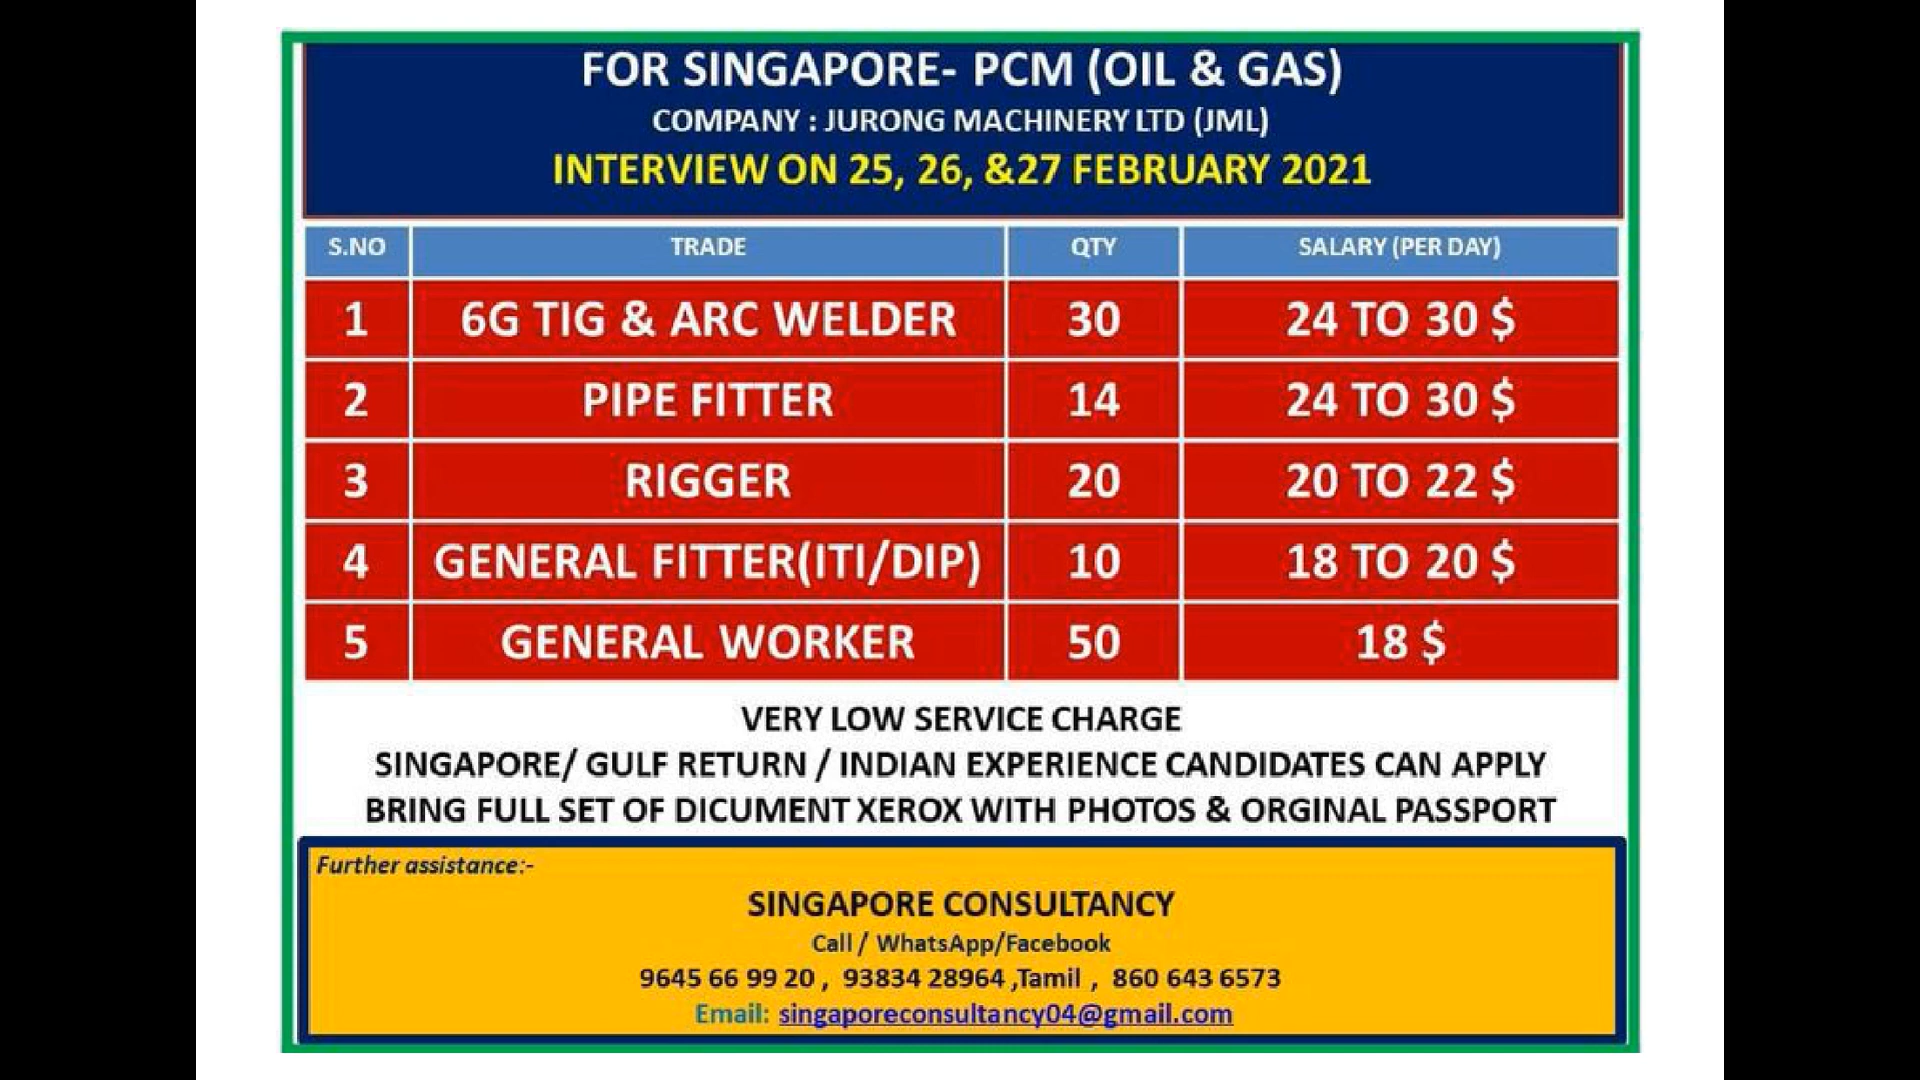 FOR SINGAPORE- PCM (OIL & GAS)
COMPANY : JURONG MACHINERY LTD (JML)
INTERVIEW ON 25, 26, &27 FEBRUARY 2021
S.NO TRADE QTY SALARY (PER DAY)
1 6G TIG & ARC WELDER 30 24 TO 30 $
2 PIPE FITTER 14 24 TO 30 $
3 RIGGER 20 20 TO 22 $
4 GENERAL FITTER(ITI/DIP) 10 18 TO 20 $
5 GENERAL WORKER 50 18 $
VERY LOW SERVICE CHARGE
SINGAPORE/ GULF RETURN / INDIAN EXPERIENCE CANDIDATES CAN APPLY
BRING FULL SET OF DICUMENT XEROX WITH PHOTOS & ORGINAL PASSPORT
Further assistance:-
SINGAPORE CONSULTANCY
Call / WhatsApp/Facebook
9645 66 99 20 , 93834 28964 ,Tamil , 860 643 6573
Email: singaporeconsultancy04@gmail.com